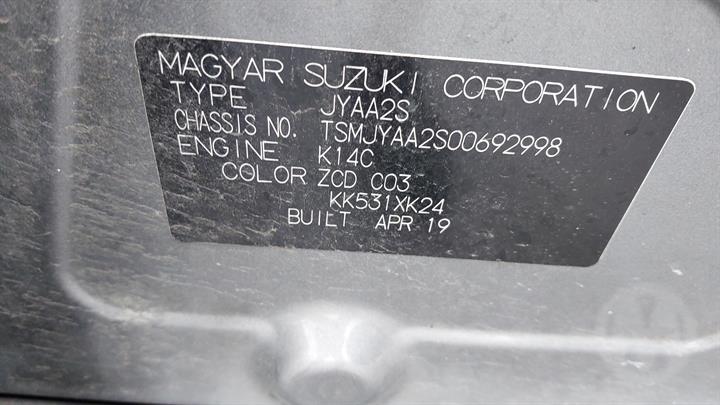 MAGYAR SUZUKI CORPORATION
TYPE JYAA2S
CHASSIS NO. TSMJYAA2S00692998
ENGINE K14C
COLOR ZCD C03
KK531XK24
BUILT APR 19